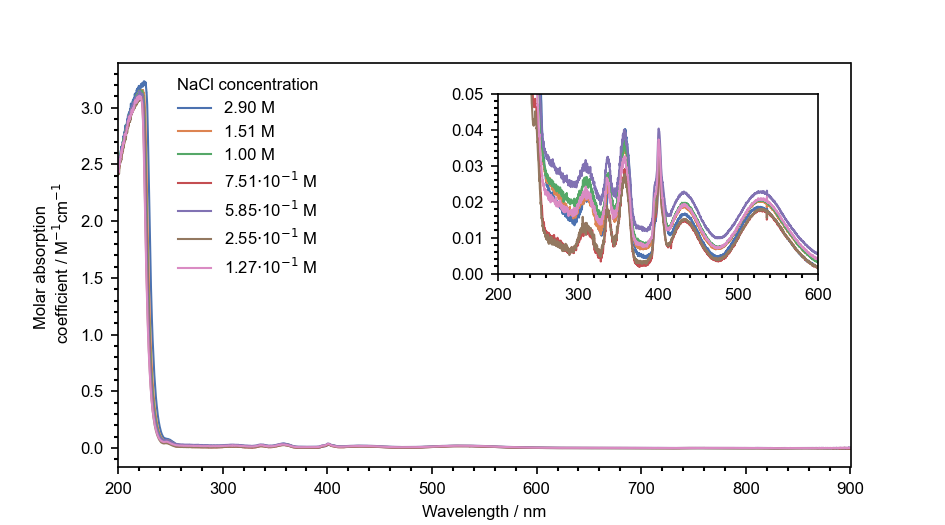 NaCl concentration
2.90 M
1.51 M
1.00 M
7.51·10⁻¹ M
5.85·10⁻¹ M
2.55·10⁻¹ M
1.27·10⁻¹ M
Molar absorption
coefficient / M⁻¹cm⁻¹
3.0
2.5
2.0
1.5
1.0
0.5
0.0
200 300 400 500 600 700 800 900
Wavelength / nm
0.05
0.04
0.03
0.02
0.01
0.00
200 300 400 500 600